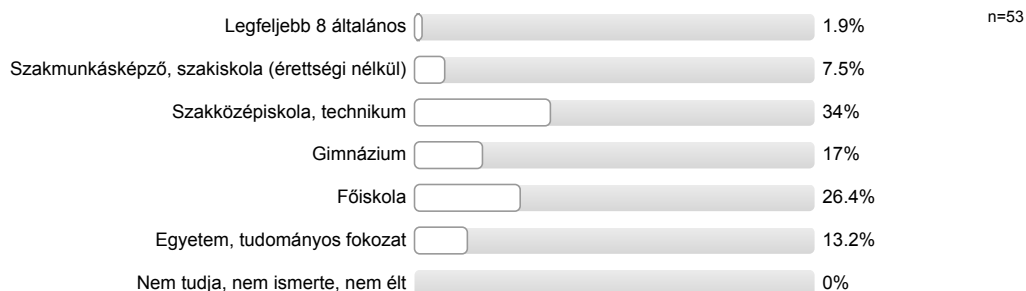 Legfeljebb 8 általános 1.9% n=53
Szakmunkásképző, szakiskola (érettségi nélkül) 7.5%
Szakközépiskola, technikum 34%
Gimnázium 17%
Főiskola 26.4%
Egyetem, tudományos fokozat 13.2%
Nem tudja, nem ismerte, nem élt 0%